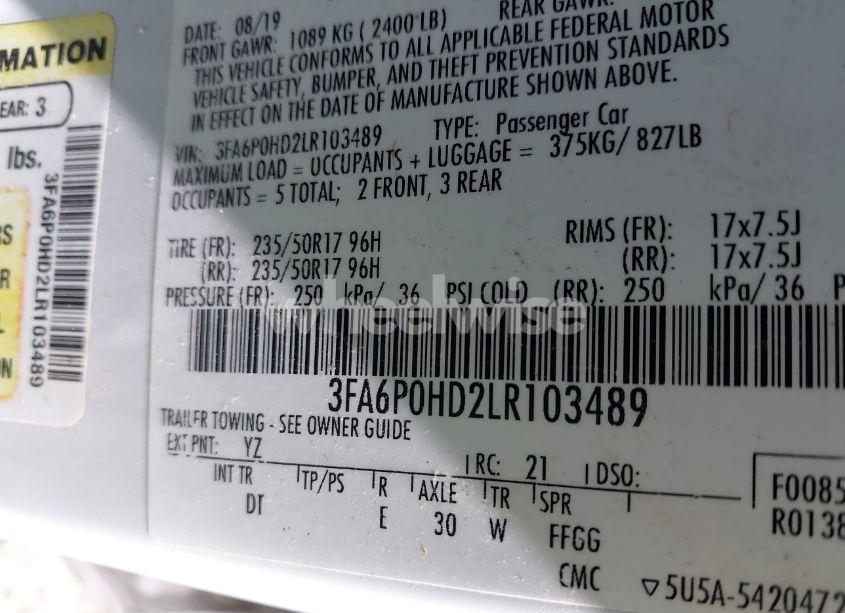 MATION
EAR: 3
lbs.
3FA6P0HD2LR103489
DATE: 08/19
REAR GAWR:
FRONT GAWR: 1089 KG ( 2400 LB)
THIS VEHICLE CONFORMS TO ALL APPLICABLE FEDERAL MOTOR
VEHICLE SAFETY, BUMPER, AND THEFT PREVENTION STANDARDS
IN EFFECT ON THE DATE OF MANUFACTURE SHOWN ABOVE.
VIN: 3FA6P0HD2LR103489 TYPE: Passenger Car
MAXIMUM LOAD = OCCUPANTS + LUGGAGE = 375KG/ 827LB
OCCUPANTS = 5 TOTAL; 2 FRONT, 3 REAR
TIRE (FR): 235/50R17 96H RIMS (FR): 17x7.5J
(RR): 235/50R17 96H (RR): 17x7.5J
PRESSURE (FR): 250 kPa/ 36 PSI COLD (RR): 250 kPa/ 36 P
wheelwise
3FA6P0HD2LR103489
TRAILER TOWING - SEE OWNER GUIDE
EXT PNT: YZ RC: 21 DSO:
INT TR TP/PS R AXLE TR SPR
DT E 30 W FFGG
F0085
R0138
CMC ▽5U5A-5420472